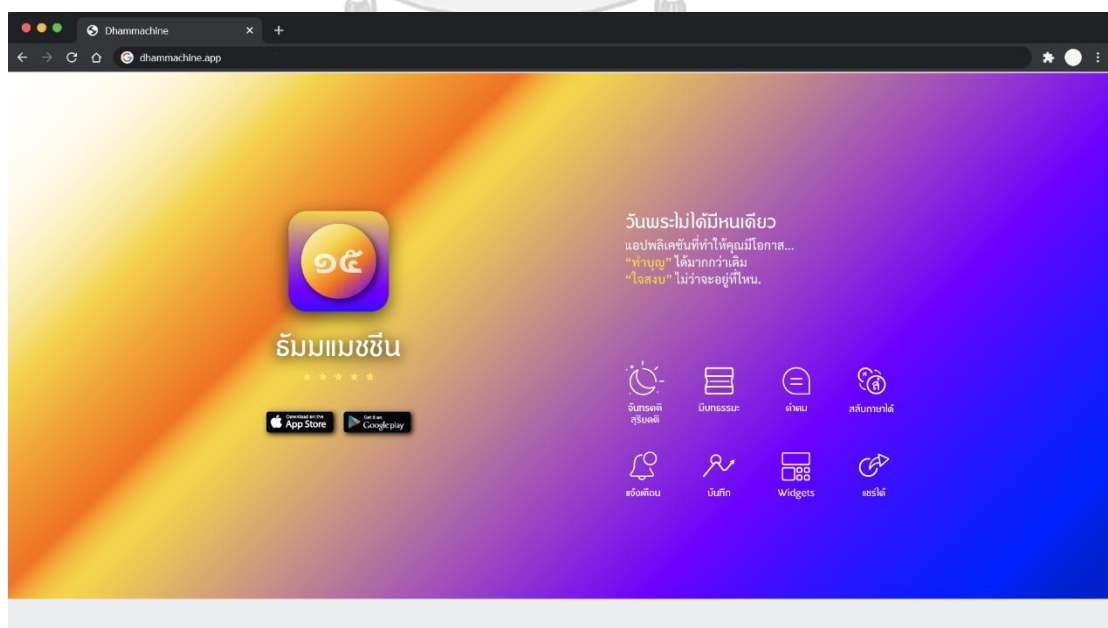 Dhammachine
dhammachine.app
๑๕
ธัมมแมชชีน
Download on the
App Store
Get it on
Google play
วันพระไม่ได้มีหนเดียว
แอปพลิเคชันที่ทำให้คุณมีโอกาส...
“ทำบุญ” ได้มากกว่าเดิม
“ใจสงบ” ไม่ว่าจะอยู่ที่ไหน.
จันทรคติ
สุริยคติ
มีบทธรรมะ
คำคม
สลับภาษาได้
แจ้งเตือน
บันทึก
Widgets
แชร์ได้